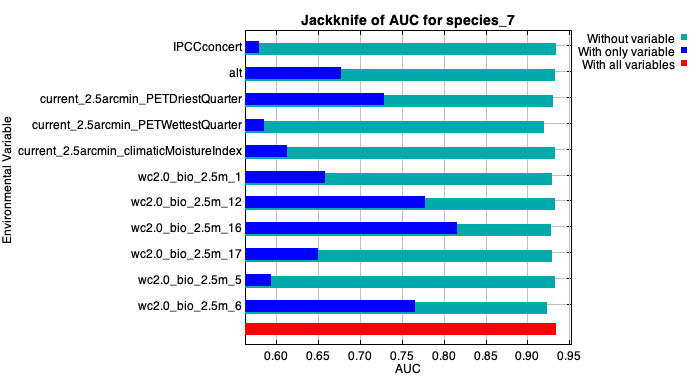 Jackknife of AUC for species_7
Without variable
With only variable
With all variables
Environmental Variable
IPCCconcert
alt
current_2.5arcmin_PETDriestQuarter
current_2.5arcmin_PETWettestQuarter
current_2.5arcmin_climaticMoistureIndex
wc2.0_bio_2.5m_1
wc2.0_bio_2.5m_12
wc2.0_bio_2.5m_16
wc2.0_bio_2.5m_17
wc2.0_bio_2.5m_5
wc2.0_bio_2.5m_6
0.60 0.65 0.70 0.75 0.80 0.85 0.90 0.95
AUC